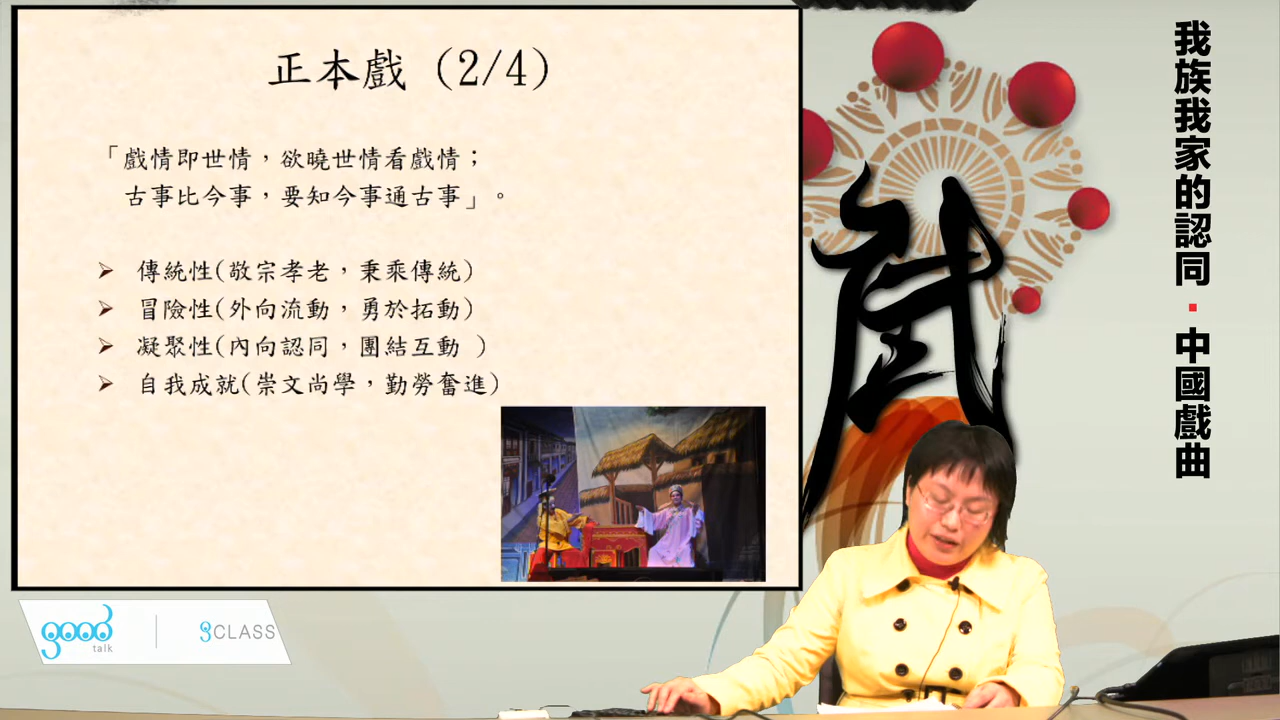 正本戲 (2/4)
「戲情即世情，欲曉世情看戲情；
古事比今事，要知今事通古事」。
➢ 傳統性(敬宗孝老，秉乘傳統)
➢ 冒險性(外向流動，勇於拓動)
➢ 凝聚性(內向認同，團結互動 )
➢ 自我成就(崇文尚學，勤勞奮進)
我族我家的認同·中國戲曲
good
talk
gCLASS